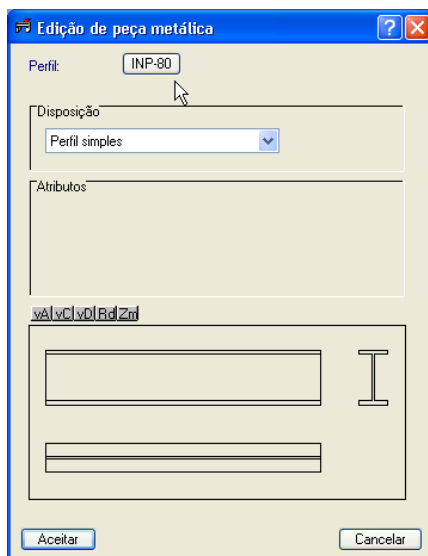 Edição de peça metálica
Perfil: INP-80
Disposição
Perfil simples
Atributos
vA vC vD Rd Zm
Aceitar Cancelar